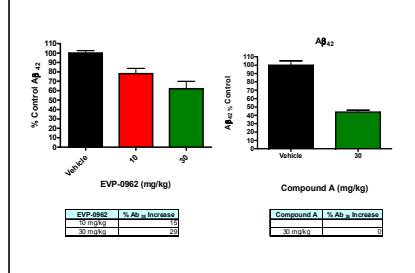 Aβ42
110
100
90
80
70
60
50
40
30
20
10
0
% Control Aβ 42
Vehicle
10
30
EVP-0962 (mg/kg)
110
100
90
80
70
60
50
40
30
20
10
0
Aβ42 % Control
Vehicle
30
Compound A (mg/kg)
EVP-0962 % Ab 38 Increase
10 mg/kg 15
30 mg/kg 29
Compound A % Ab 38 Increase
30 mg/kg 0